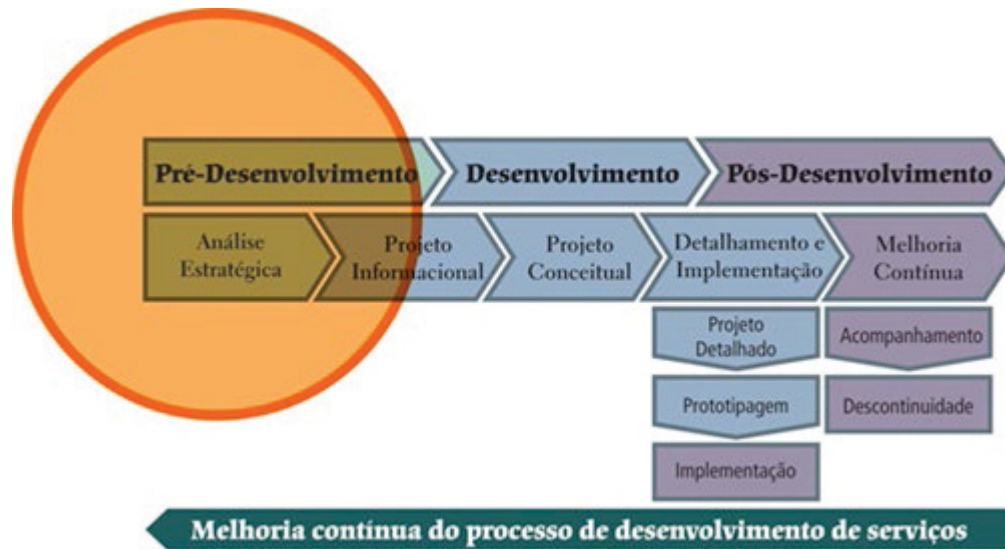 Pré-Desenvolvimento
Desenvolvimento
Pós-Desenvolvimento
Análise
Estratégica
Projeto
Informacional
Projeto
Conceitual
Detalhamento e
Implementação
Melhoria
Contínua
Projeto
Detalhado
Acompanhamento
Prototipagem
Descontinuidade
Implementação
Melhoria contínua do processo de desenvolvimento de serviços